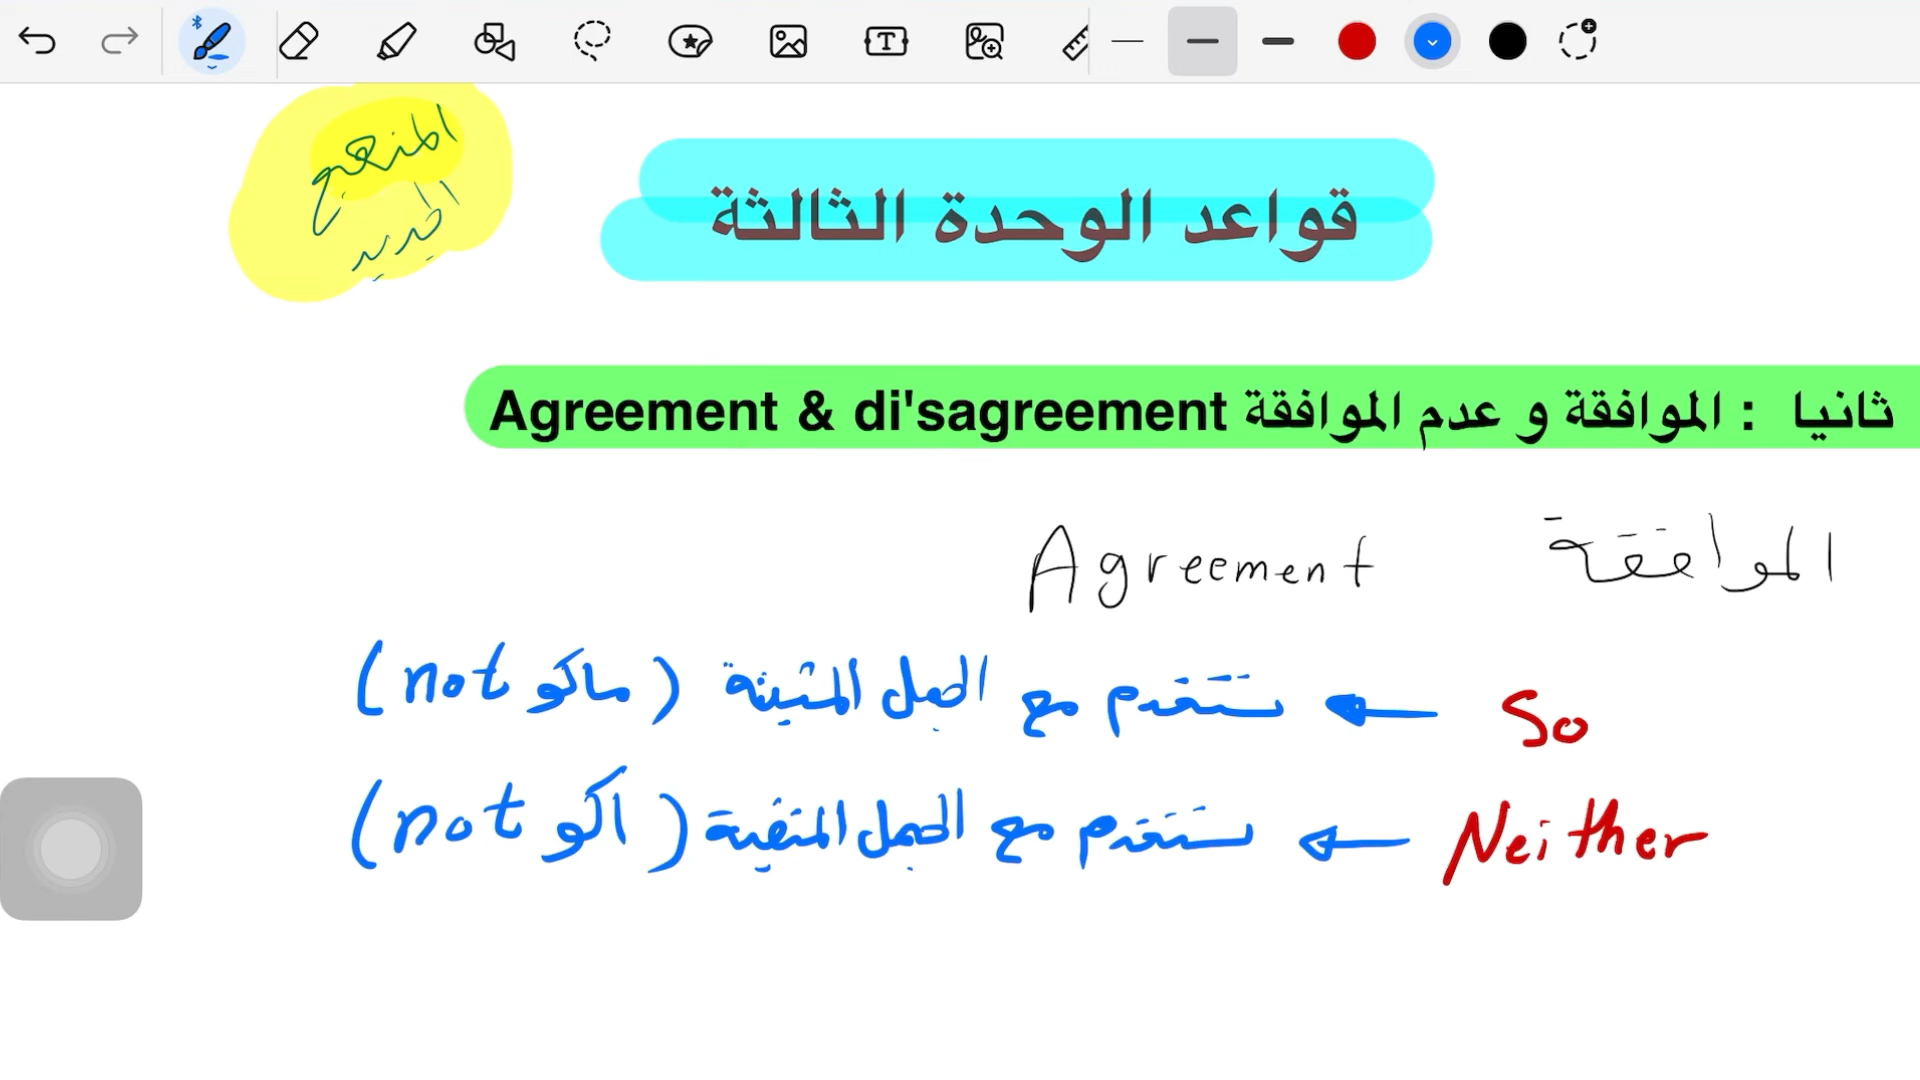 المنهج
الجديد
قواعد الوحدة الثالثة
ثانيا : الموافقة و عدم الموافقة Agreement & di'sagreement
الموافقة Agreement
So ← تستخدم مع الجمل المثبتة (ماكو not)
Neither ← تستخدم مع الجمل المنفية (اكو not)